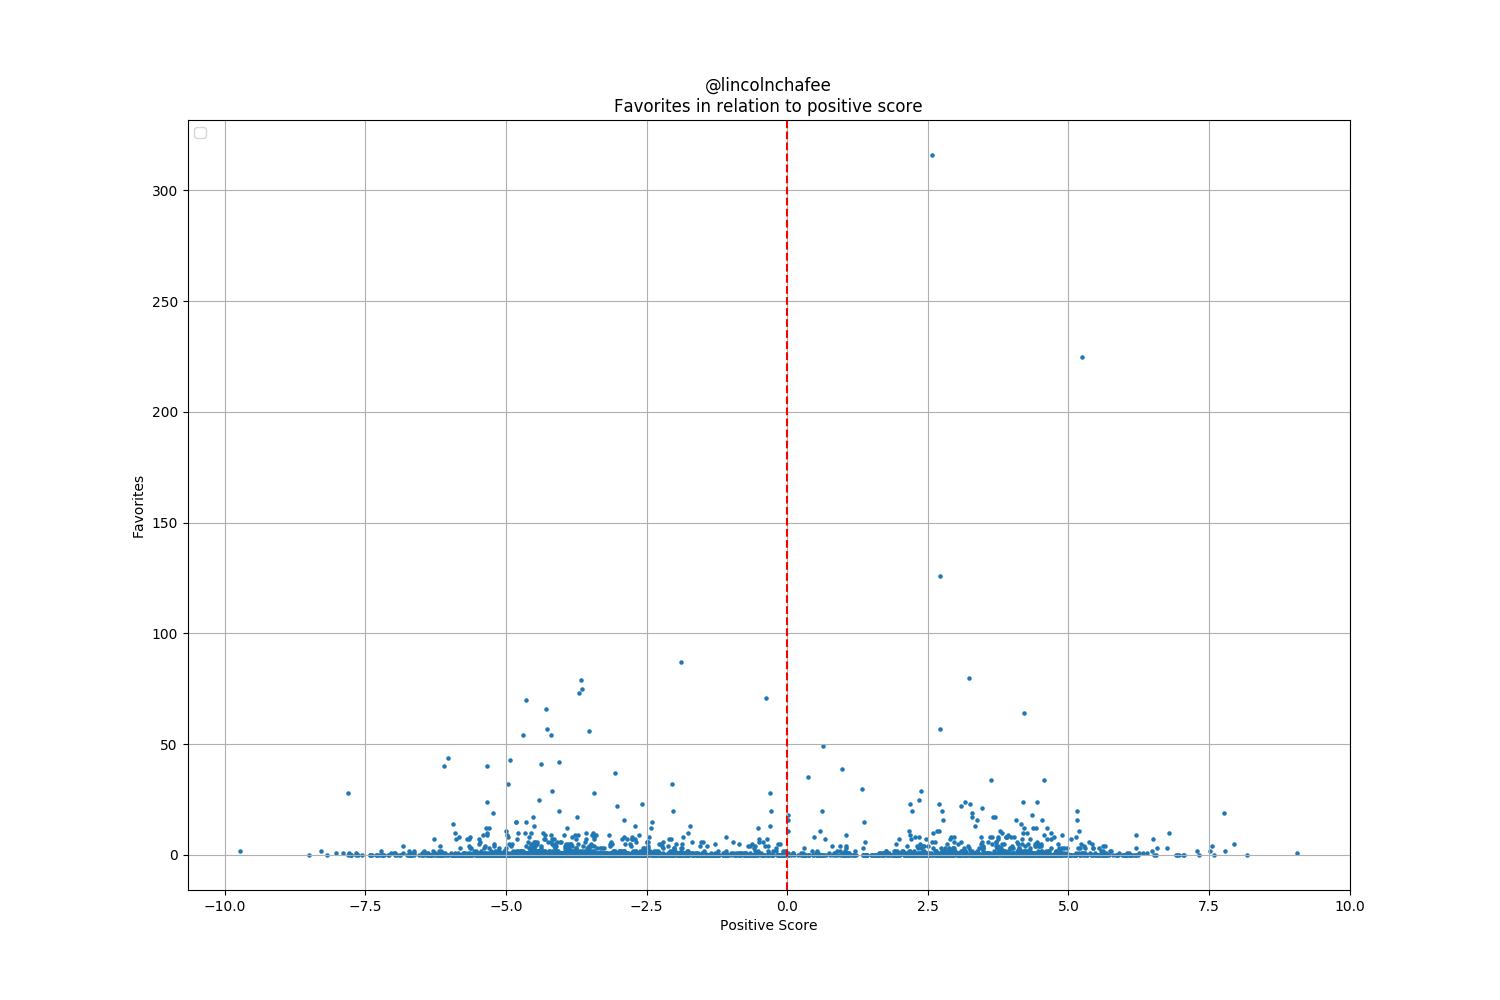 @lincolnchafee
Favorites in relation to positive score
300
250
200
150
100
50
0
Favorites
−10.0 −7.5 −5.0 −2.5 0.0 2.5 5.0 7.5 10.0
Positive Score